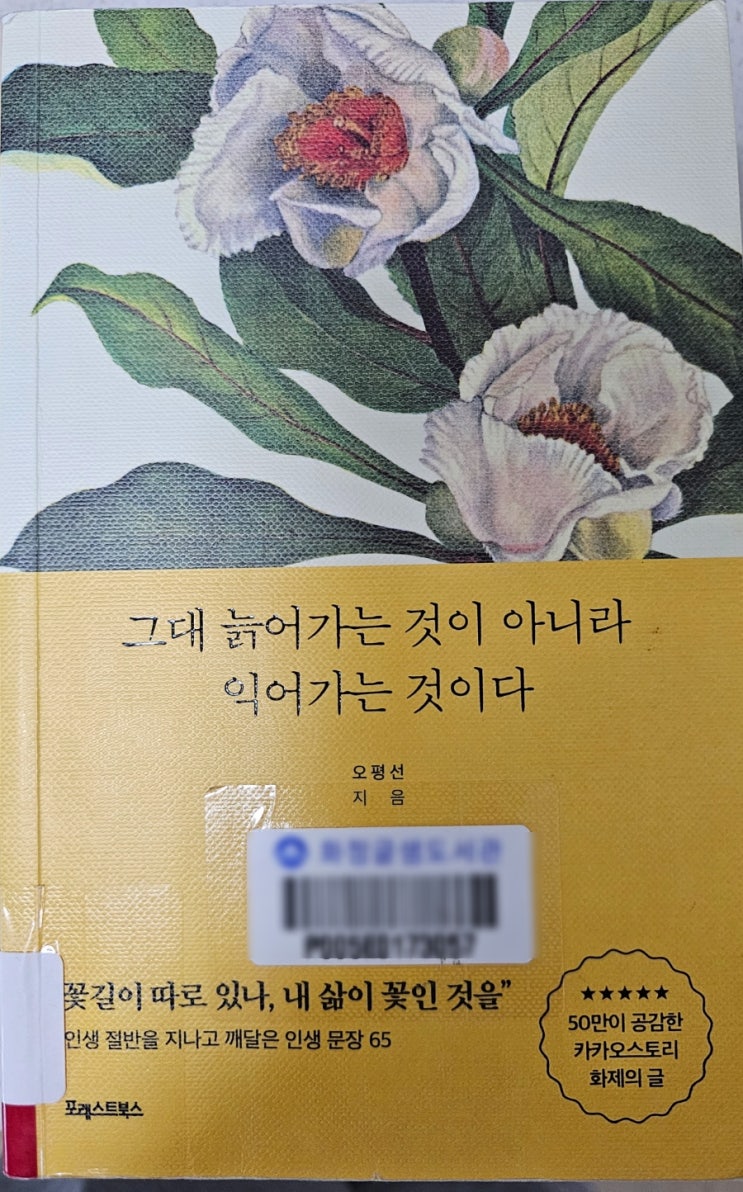 그대 늙어가는 것이 아니라
익어가는 것이다
오평선
지 음
꽃길이 따로 있나, 내 삶이 꽃인 것을”
인생 절반을 지나고 깨달은 인생 문장 65
포레스트북스
★★★★★
50만이 공감한
카카오스토리
화제의 글